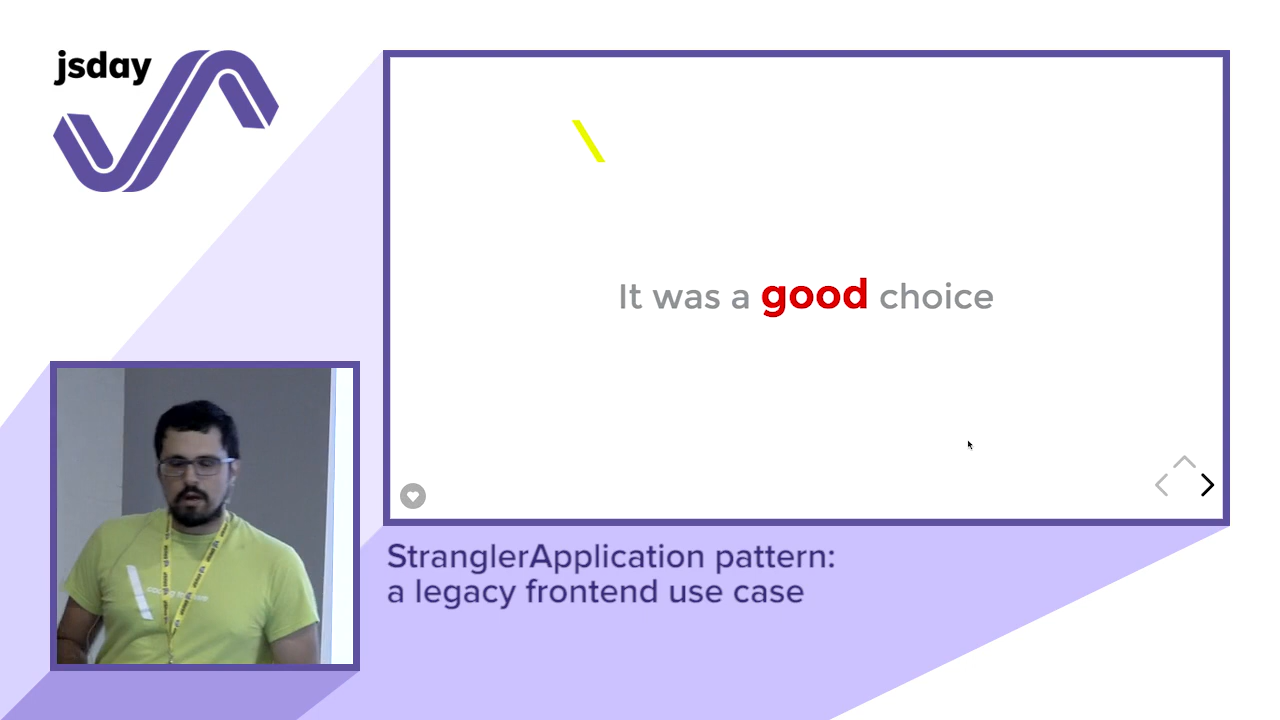 jsday
It was a good choice
StranglerApplication pattern:
a legacy frontend use case